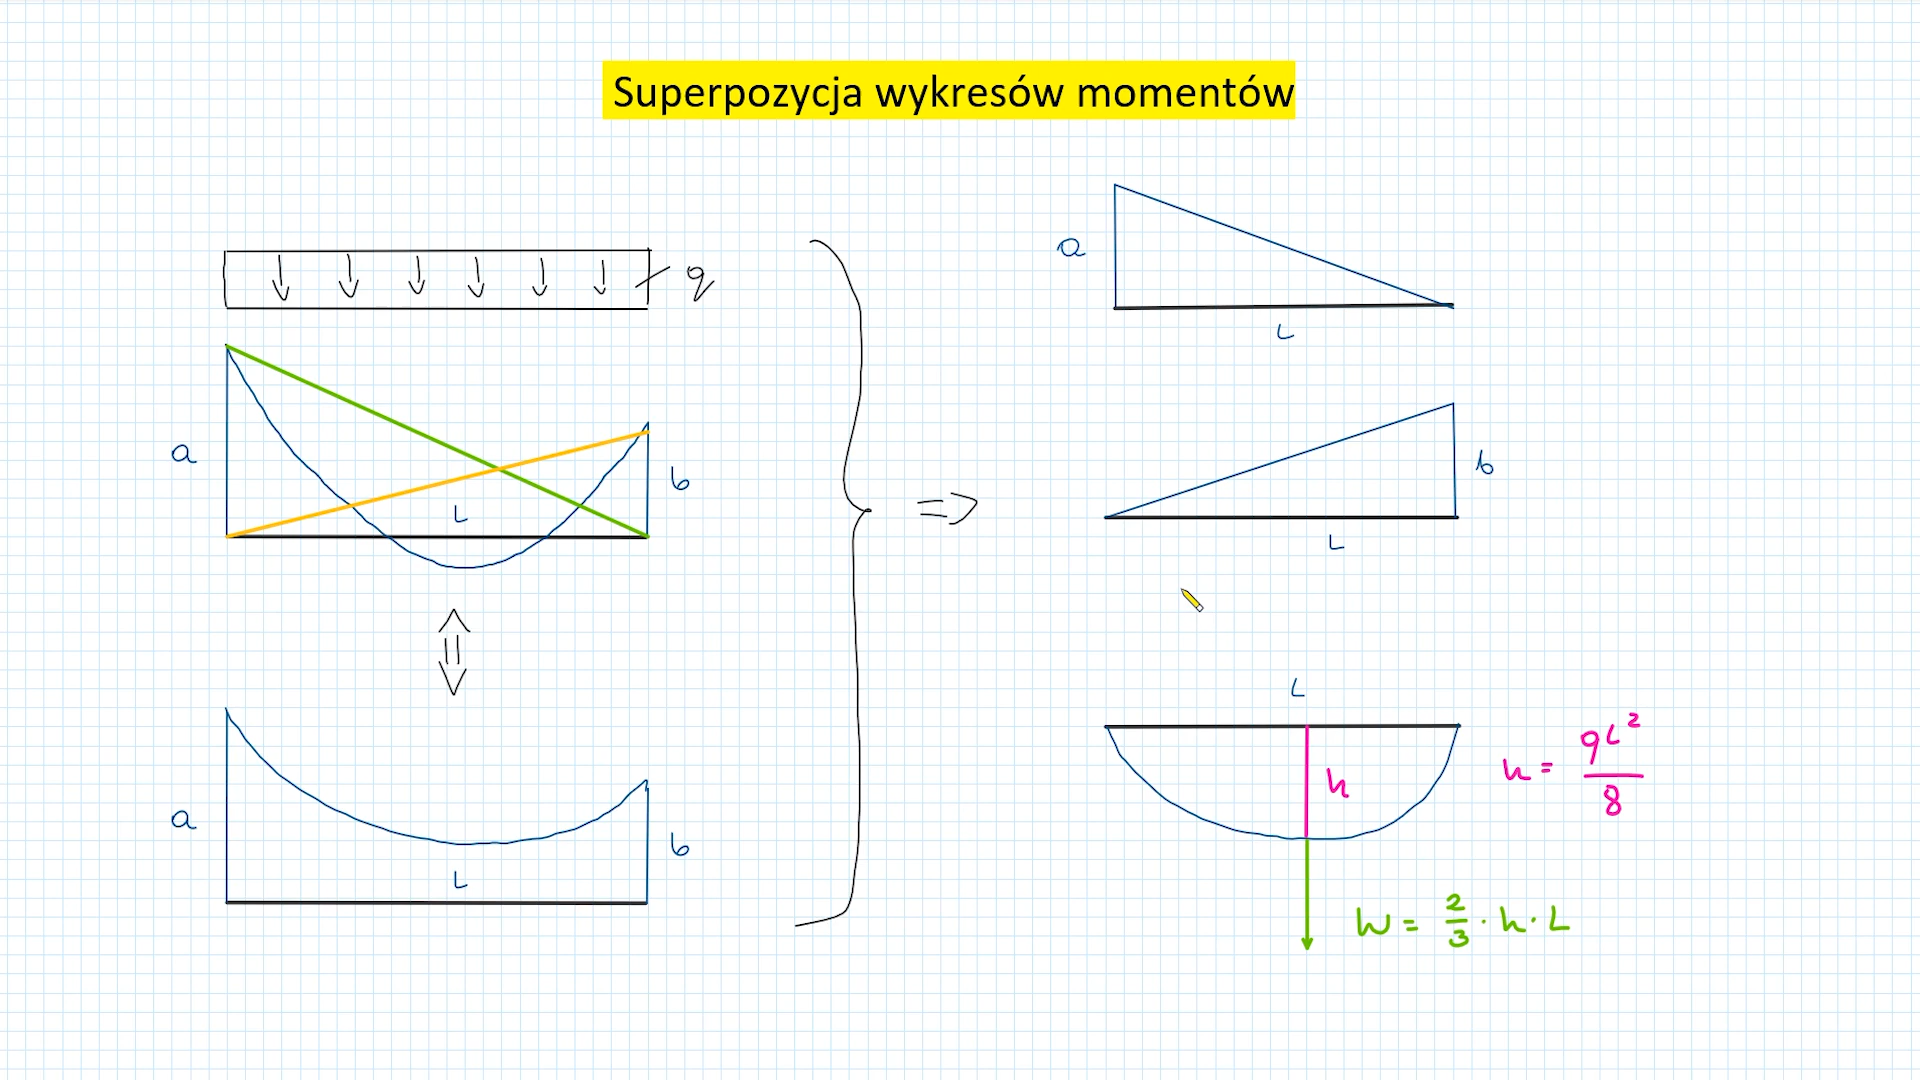 Superpozycja wykresów momentów
q
a
b
L
a
b
L
=>
a
L
b
L
L
h
h = qL²/8
W = 2/3 · h · L